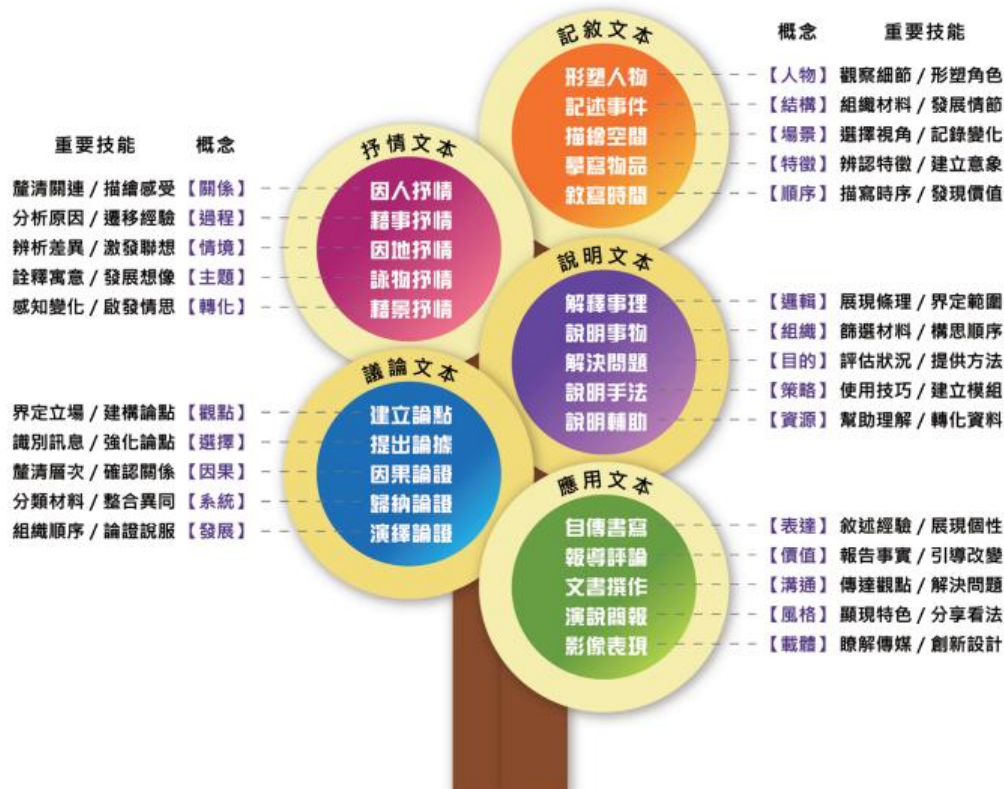 記敘文本
概念 重要技能
形塑人物 【人物】 觀察細節 / 形塑角色
記述事件 【結構】 組織材料 / 發展情節
描繪空間 【場景】 選擇視角 / 記錄變化
摹寫物品 【特徵】 辨認特徵 / 建立意象
敘寫時間 【順序】 描寫時序 / 發現價值
重要技能 概念
抒情文本
釐清關連 / 描繪感受 【關係】 因人抒情
分析原因 / 遷移經驗 【過程】 藉事抒情
辨析差異 / 激發聯想 【情境】 因地抒情
詮釋寓意 / 發展想像 【主題】 詠物抒情
感知變化 / 啟發情思 【轉化】 藉景抒情
說明文本
解釋事理 【邏輯】 展現條理 / 界定範圍
說明事物 【組織】 篩選材料 / 構思順序
解決問題 【目的】 評估狀況 / 提供方法
說明手法 【策略】 使用技巧 / 建立模組
說明輔助 【資源】 幫助理解 / 轉化資料
議論文本
界定立場 / 建構論點 【觀點】 建立論點
識別訊息 / 強化論點 【選擇】 提出論據
釐清層次 / 確認關係 【因果】 因果論證
分類材料 / 整合異同 【系統】 歸納論證
組織順序 / 論證說服 【發展】 演繹論證
應用文本
自傳書寫 【表達】 敘述經驗 / 展現個性
報導評論 【價值】 報告事實 / 引導改變
文書撰作 【溝通】 傳達觀點 / 解決問題
演說簡報 【風格】 顯現特色 / 分享看法
影像表現 【載體】 瞭解傳媒 / 創新設計